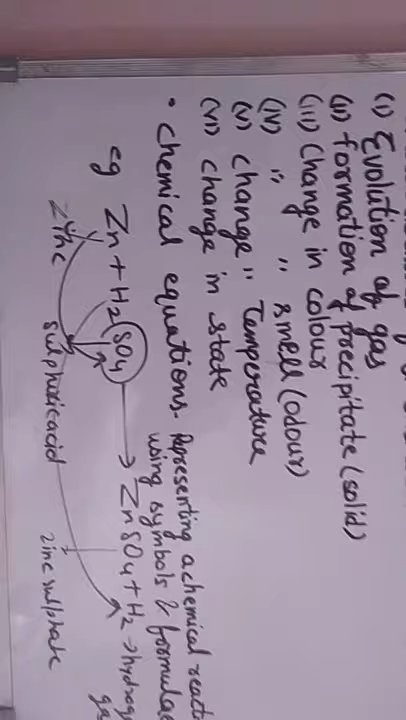 (i) Evolution of gas
(ii) formation of precipitate (solid)
(iii) Change in colour
(iv) " " smell (odour)
(v) change " Temperature
(vi) change in state
• Chemical equations. Representing a chemical react
using symbols & formulae
eg Zn + H2SO4 → ZnSO4 + H2 → hydrog
Zinc sulphuric acid zinc sulphate ga